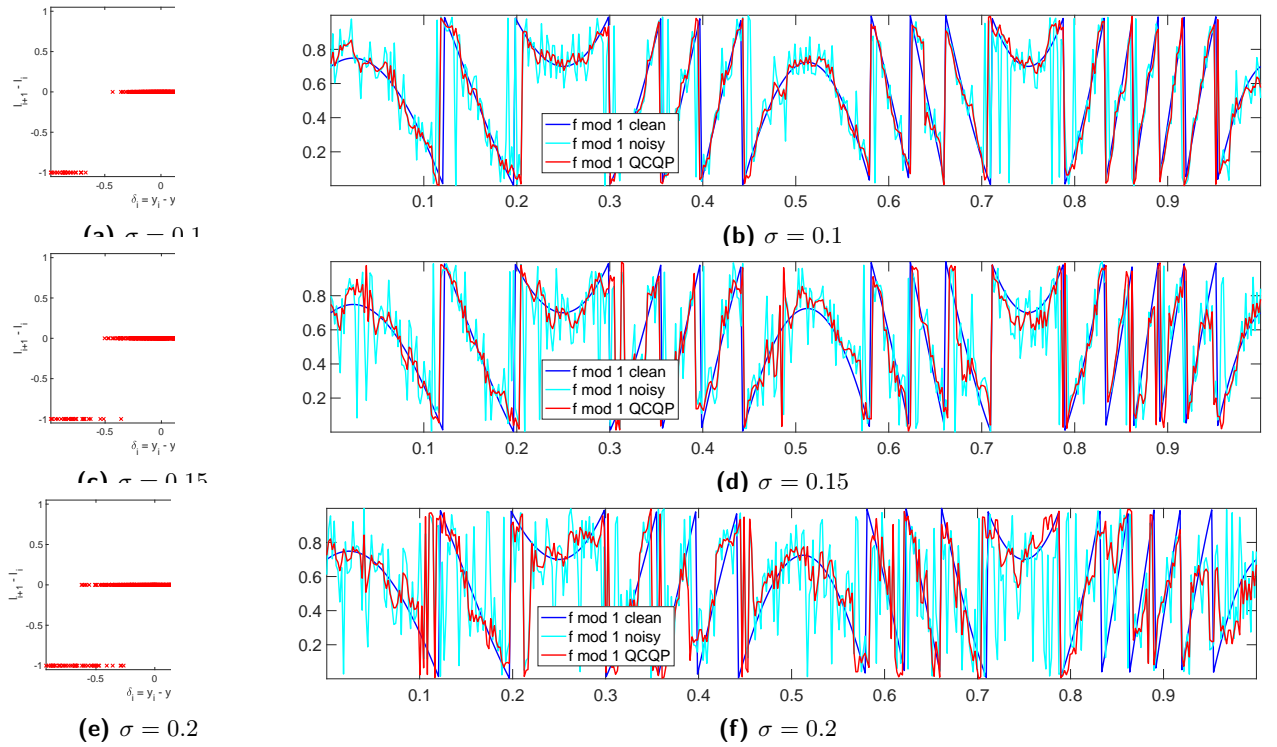 1
0.5
0
-0.5
-1
l_{i+1} - l_i
-0.5 0
δ_i = y_i - y
(a) σ = 0.1
0.8
0.6
0.4
0.2
f mod 1 clean
f mod 1 noisy
f mod 1 QCQP
0.1 0.2 0.3 0.4 0.5 0.6 0.7 0.8 0.9
(b) σ = 0.1
1
0.5
0
-0.5
-1
l_{i+1} - l_i
-0.5 0
δ_i = y_i - y
(c) σ = 0.15
0.8
0.6
0.4
0.2
f mod 1 clean
f mod 1 noisy
f mod 1 QCQP
0.1 0.2 0.3 0.4 0.5 0.6 0.7 0.8 0.9
(d) σ = 0.15
1
0.5
0
-0.5
-1
l_{i+1} - l_i
-0.5 0
δ_i = y_i - y
(e) σ = 0.2
0.8
0.6
0.4
0.2
f mod 1 clean
f mod 1 noisy
f mod 1 QCQP
0.1 0.2 0.3 0.4 0.5 0.6 0.7 0.8 0.9
(f) σ = 0.2